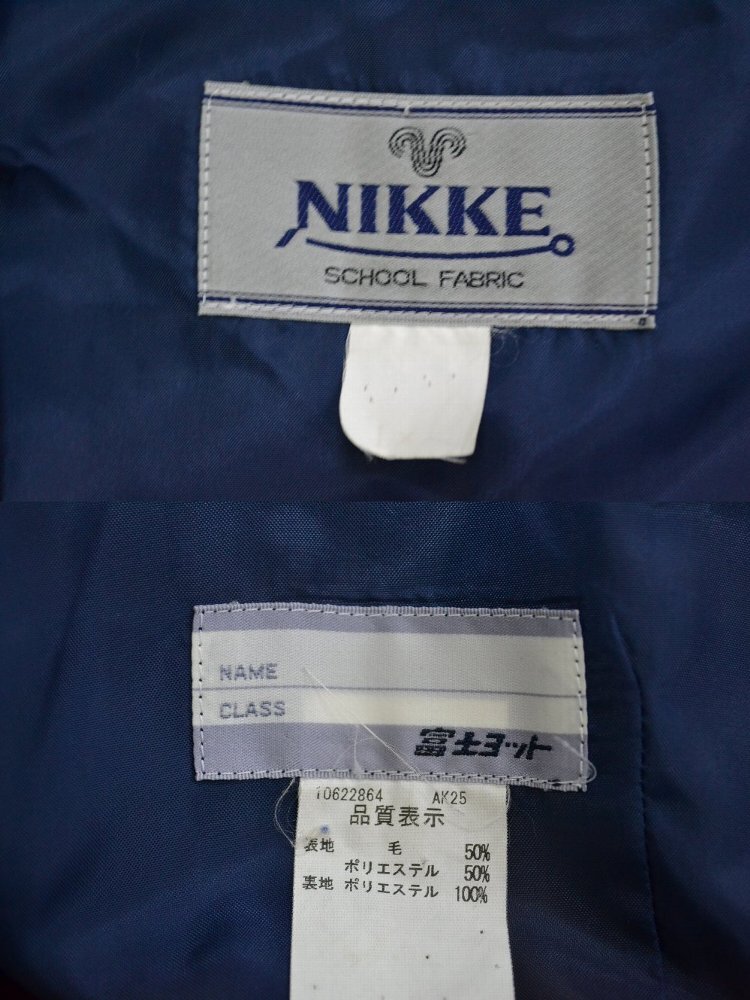 NIKKE
SCHOOL FABRIC
NAME
CLASS
富士ヨット
10622864 AK25
品質表示
表地 毛 50%
ポリエステル 50%
裏地 ポリエステル 100%